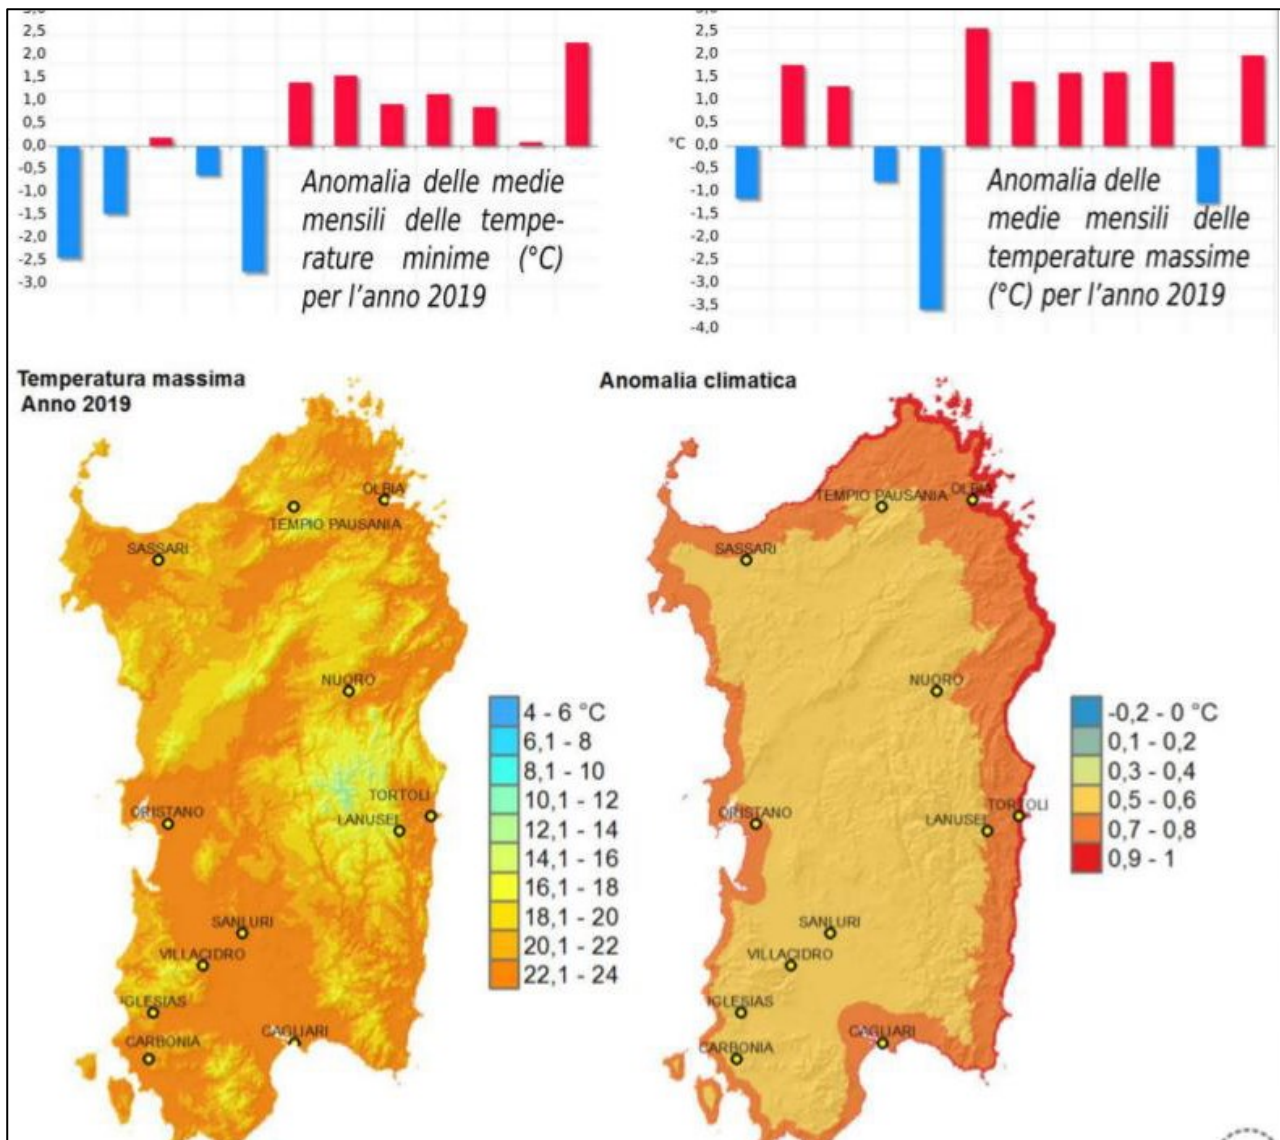 3,0
2,5
2,0
1,5
1,0
0,5
0,0
-0,5
-1,0
-1,5
-2,0
-2,5
-3,0
Anomalia delle medie
mensili delle tempe-
rature minime (°C)
per l'anno 2019
3,0
2,5
2,0
1,5
1,0
0,5
°C 0,0
-0,5
-1,0
-1,5
-2,0
-2,5
-3,0
-3,5
-4,0
Anomalia delle
medie mensili delle
temperature massime
(°C) per l'anno 2019
Temperatura massima
Anno 2019
OLBIA
TEMPIO PAUSANIA
SASSARI
NUORO
TORTOLI
ORISTANO
LANUSEI
SANLURI
VILLACIDRO
IGLESIAS
CAGLIARI
CARBONIA
4 - 6 °C
6,1 - 8
8,1 - 10
10,1 - 12
12,1 - 14
14,1 - 16
16,1 - 18
18,1 - 20
20,1 - 22
22,1 - 24
Anomalia climatica
OLBIA
TEMPIO PAUSANIA
SASSARI
NUORO
TORTOLI
ORISTANO
LANUSEI
SANLURI
VILLACIDRO
IGLESIAS
CAGLIARI
CARBONIA
-0,2 - 0 °C
0,1 - 0,2
0,3 - 0,4
0,5 - 0,6
0,7 - 0,8
0,9 - 1